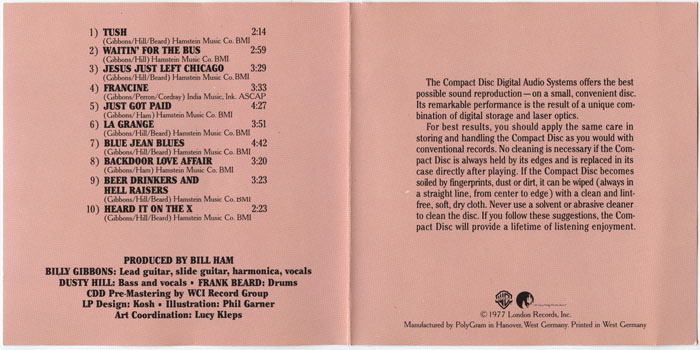 1) TUSH 2:14
(Gibbons/Hill/Beard) Hamstein Music Co. BMI
2) WAITIN' FOR THE BUS 2:59
(Gibbons/Hill) Hamstein Music Co. BMI
3) JESUS JUST LEFT CHICAGO 3:29
(Gibbons/Hill/Beard) Hamstein Music Co. BMI
4) FRANCINE 3:33
(Gibbons/Perron/Cordray) India Music, Ink. ASCAP
5) JUST GOT PAID 4:27
(Gibbons/Ham) Hamstein Music Co. BMI
6) LA GRANGE 3:51
(Gibbons/Hill/Beard) Hamstein Music Co. BMI
7) BLUE JEAN BLUES 4:42
(Gibbons/Hill/Beard) Hamstein Music Co. BMI
8) BACKDOOR LOVE AFFAIR 3:20
(Gibbons/Ham) Hamstein Music Co. BMI
9) BEER DRINKERS AND 3:23
HELL RAISERS
(Gibbons/Hill/Beard) Hamstein Music Co. BMI
10) HEARD IT ON THE X 2:23
(Gibbons/Hill/Beard) Hamstein Music Co. BMI
PRODUCED BY BILL HAM
BILLY GIBBONS: Lead guitar, slide guitar, harmonica, vocals
DUSTY HILL: Bass and vocals • FRANK BEARD: Drums
CDD Pre-Mastering by WCI Record Group
LP Design: Kosh • Illustration: Phil Garner
Art Coordination: Lucy Kleps
The Compact Disc Digital Audio Systems offers the best
possible sound reproduction — on a small, convenient disc.
Its remarkable performance is the result of a unique com-
bination of digital storage and laser optics.
For best results, you should apply the same care in
storing and handling the Compact Disc as you would with
conventional records. No cleaning is necessary if the Com-
pact Disc is always held by its edges and is replaced in its
case directly after playing. If the Compact Disc becomes
soiled by fingerprints, dust or dirt, it can be wiped (always in
a straight line, from center to edge) with a clean and lint-
free, soft, dry cloth. Never use a solvent or abrasive cleaner
to clean the disc. If you follow these suggestions, the Com-
pact Disc will provide a lifetime of listening enjoyment.
© 1977 London Records, Inc.
Manufactured by PolyGram in Hanover, West Germany. Printed in West Germany